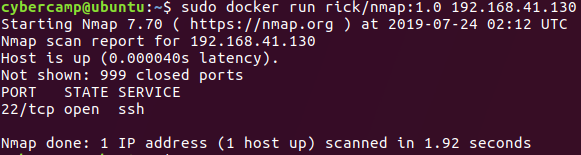 cybercamp@ubuntu:~$ sudo docker run rick/nmap:1.0 192.168.41.130
Starting Nmap 7.70 ( https://nmap.org ) at 2019-07-24 02:12 UTC
Nmap scan report for 192.168.41.130
Host is up (0.000040s latency).
Not shown: 999 closed ports
PORT   STATE SERVICE
22/tcp open  ssh

Nmap done: 1 IP address (1 host up) scanned in 1.92 seconds